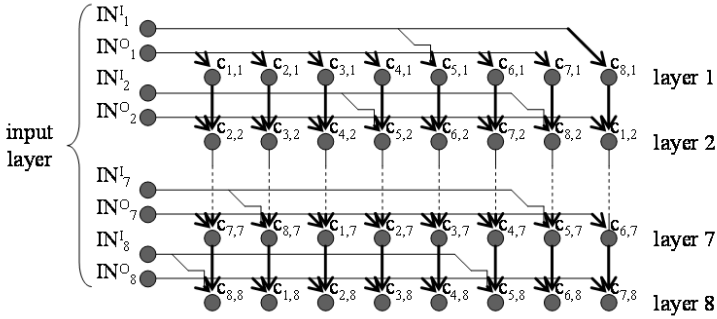 IN^I_1
IN^O_1
c_1,1 c_2,1 c_3,1 c_4,1 c_5,1 c_6,1 c_7,1 c_8,1
layer 1
IN^I_2
IN^O_2
c_2,2 c_3,2 c_4,2 c_5,2 c_6,2 c_7,2 c_8,2 c_1,2
layer 2
input
layer
IN^I_7
IN^O_7
c_7,7 c_8,7 c_1,7 c_2,7 c_3,7 c_4,7 c_5,7 c_6,7
layer 7
IN^I_8
IN^O_8
c_8,8 c_1,8 c_2,8 c_3,8 c_4,8 c_5,8 c_6,8 c_7,8
layer 8